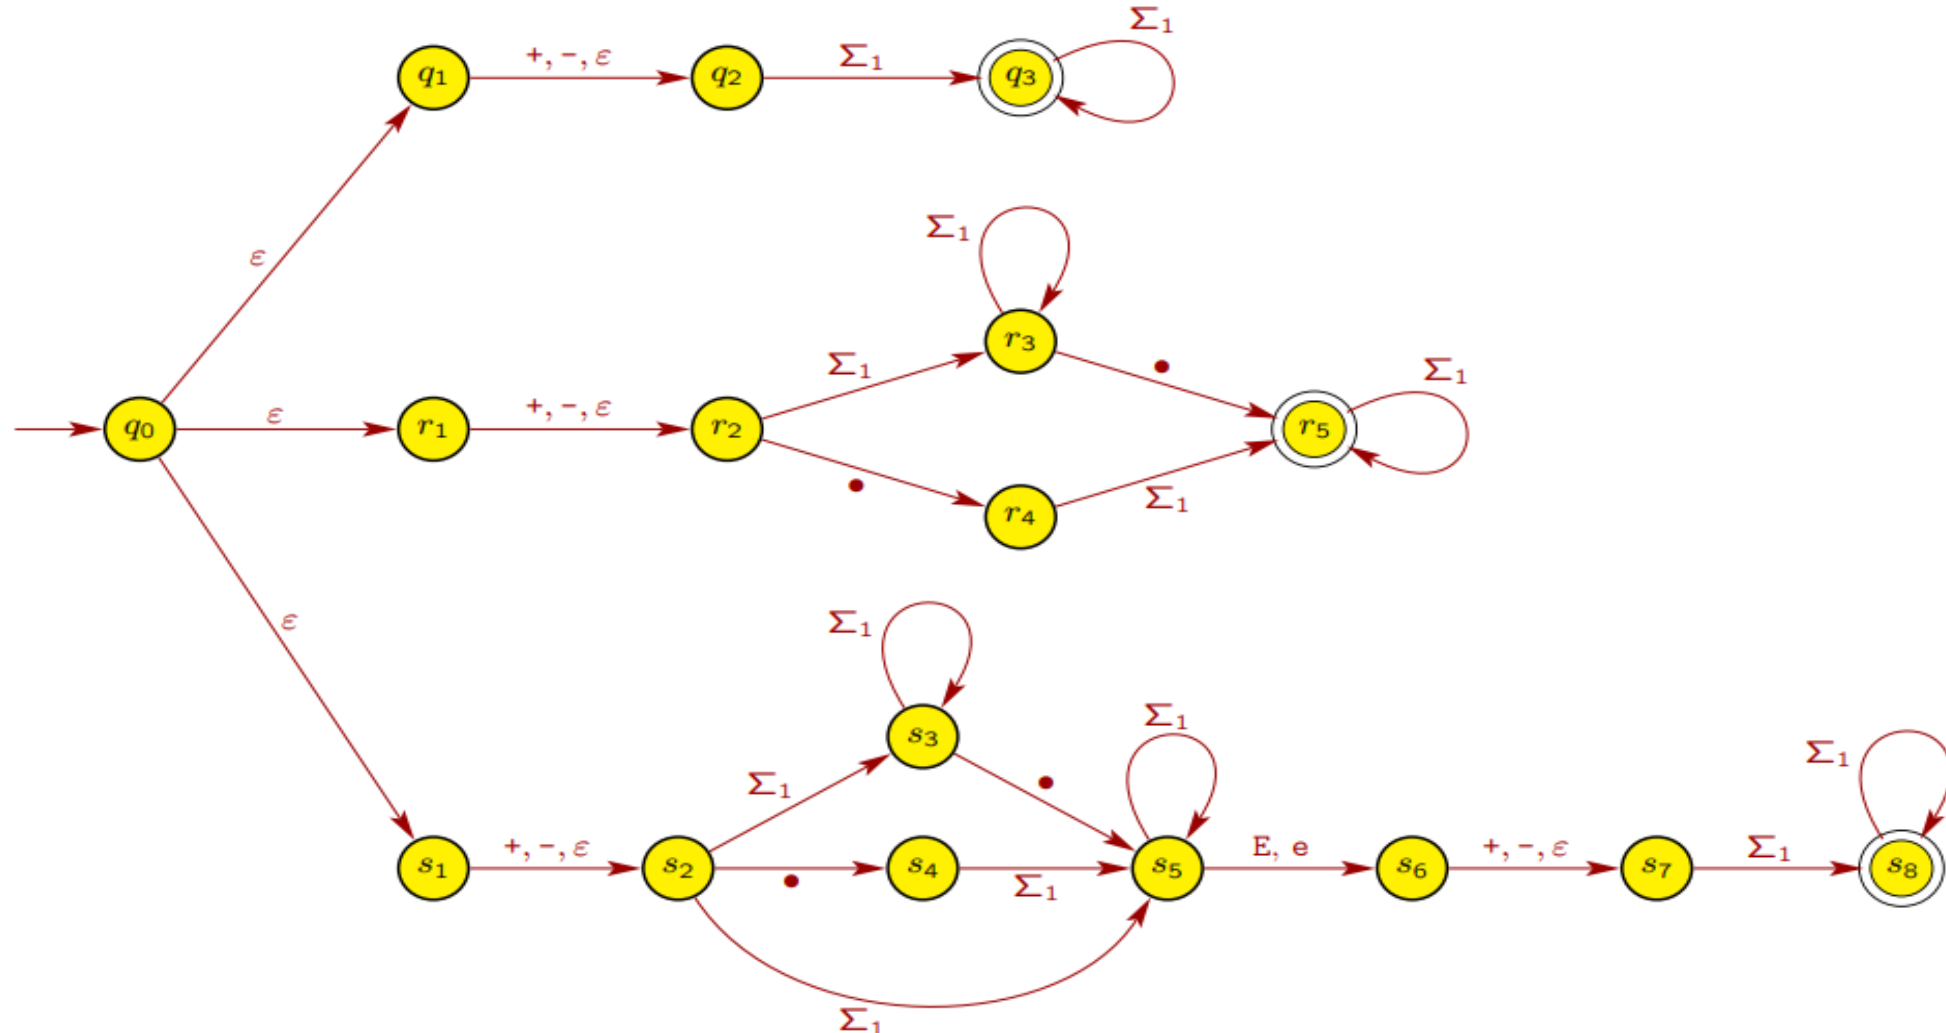 Σ₁
q₁ +, -, ε q₂ Σ₁ q₃
Σ₁
ε
r₃
Σ₁ •
Σ₁
q₀ ε r₁ +, -, ε r₂ r₅
• r₄ Σ₁
ε
Σ₁
s₃
Σ₁
Σ₁ •
Σ₁
s₁ +, -, ε s₂ • s₄ Σ₁ s₅ E, e s₆ +, -, ε s₇ Σ₁ s₈
Σ₁